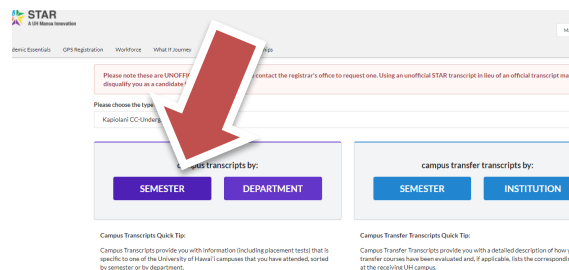 STAR
A UH Manoa Innovation
demic Essentials GPS Registration Workforce What If Journey
Please note these are UNOFFI contact the registrar's office to request one. Using an unofficial STAR transcript in lieu of an official transcript ma
disqualify you as a candidate
Please choose the type
Kapiolani CC-Underg
campus transcripts by:
SEMESTER DEPARTMENT
campus transfer transcripts by:
SEMESTER INSTITUTION
Campus Transcripts Quick Tip:
Campus Transcripts provide you with information (including placement tests) that is
specific to one of the University of Hawai'i campuses that you have attended, sorted
by semester or by department.
Campus Transfer Transcripts Quick Tip:
Campus Transfer Transcripts provide you with a detailed description of how y
transfer courses have been evaluated and, if applicable, lists the correspondi
at the receiving UH campus.